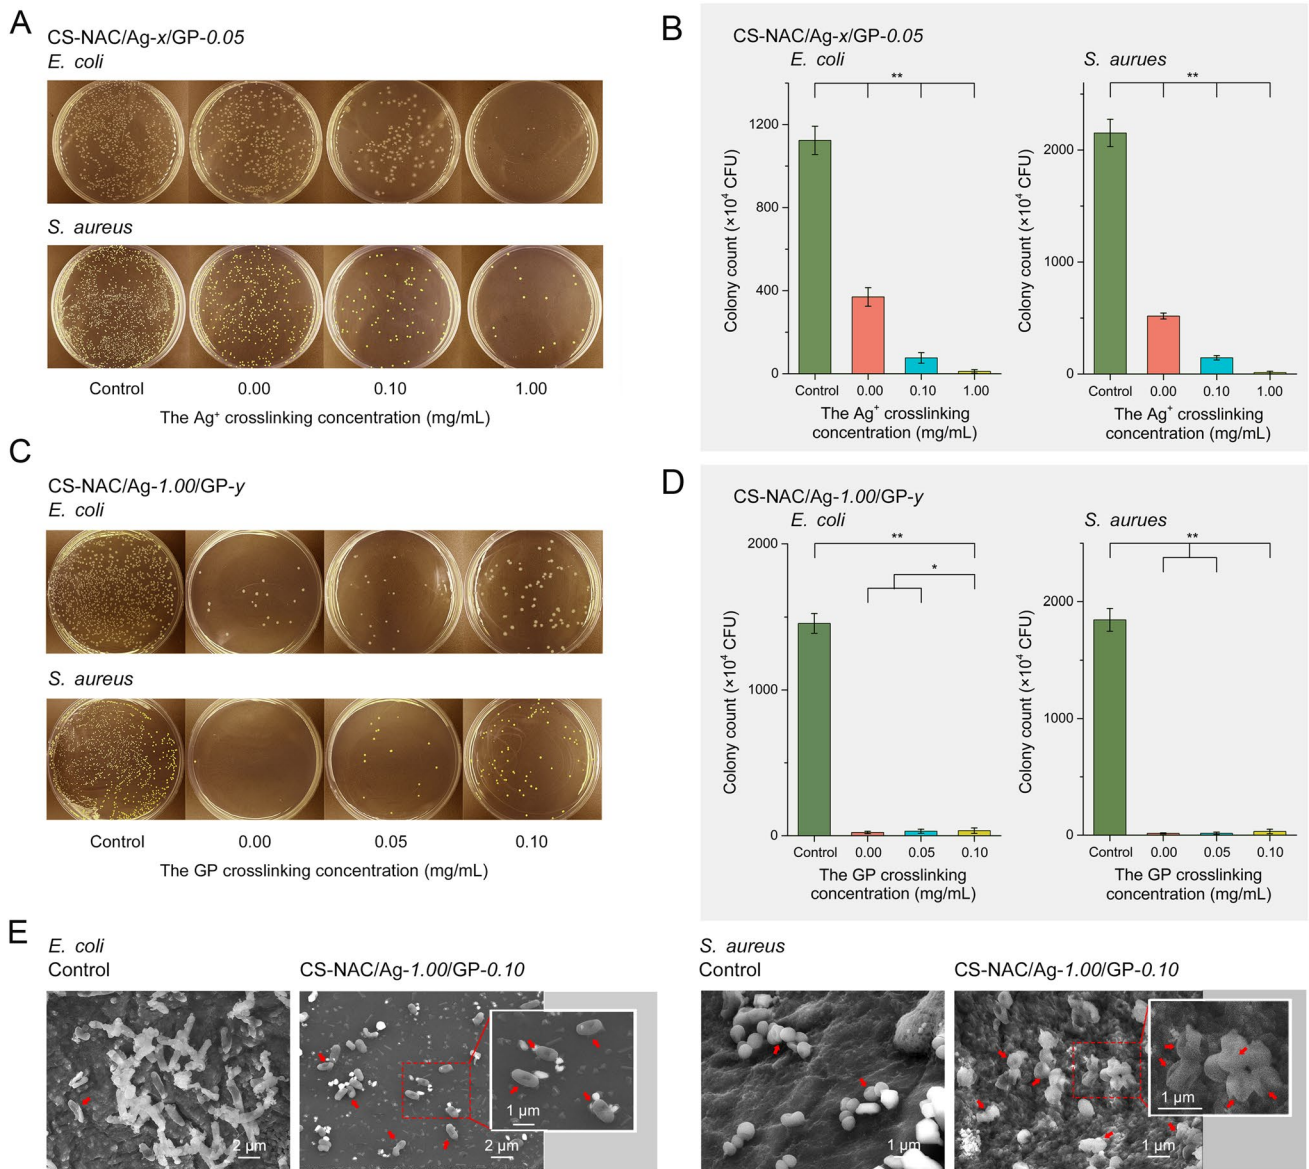 A
CS-NAC/Ag-x/GP-0.05
E. coli
S. aureus
Control 0.00 0.10 1.00
The Ag⁺ crosslinking concentration (mg/mL)
B
CS-NAC/Ag-x/GP-0.05
E. coli
**
1200
800
400
0
Colony count (×10⁴ CFU)
Control 0.00 0.10 1.00
The Ag⁺ crosslinking
concentration (mg/mL)
S. aurues
**
2000
1000
0
Colony count (×10⁴ CFU)
Control 0.00 0.10 1.00
The Ag⁺ crosslinking
concentration (mg/mL)
C
CS-NAC/Ag-1.00/GP-y
E. coli
S. aureus
Control 0.00 0.05 0.10
The GP crosslinking concentration (mg/mL)
D
CS-NAC/Ag-1.00/GP-y
E. coli
**
*
2000
1000
0
Colony count (×10⁴ CFU)
Control 0.00 0.05 0.10
The GP crosslinking
concentration (mg/mL)
S. aurues
**
2000
1000
0
Colony count (×10⁴ CFU)
Control 0.00 0.05 0.10
The GP crosslinking
concentration (mg/mL)
E
E. coli
Control
2 μm
CS-NAC/Ag-1.00/GP-0.10
1 μm
2 μm
S. aureus
Control
1 μm
CS-NAC/Ag-1.00/GP-0.10
1 μm
1 μm